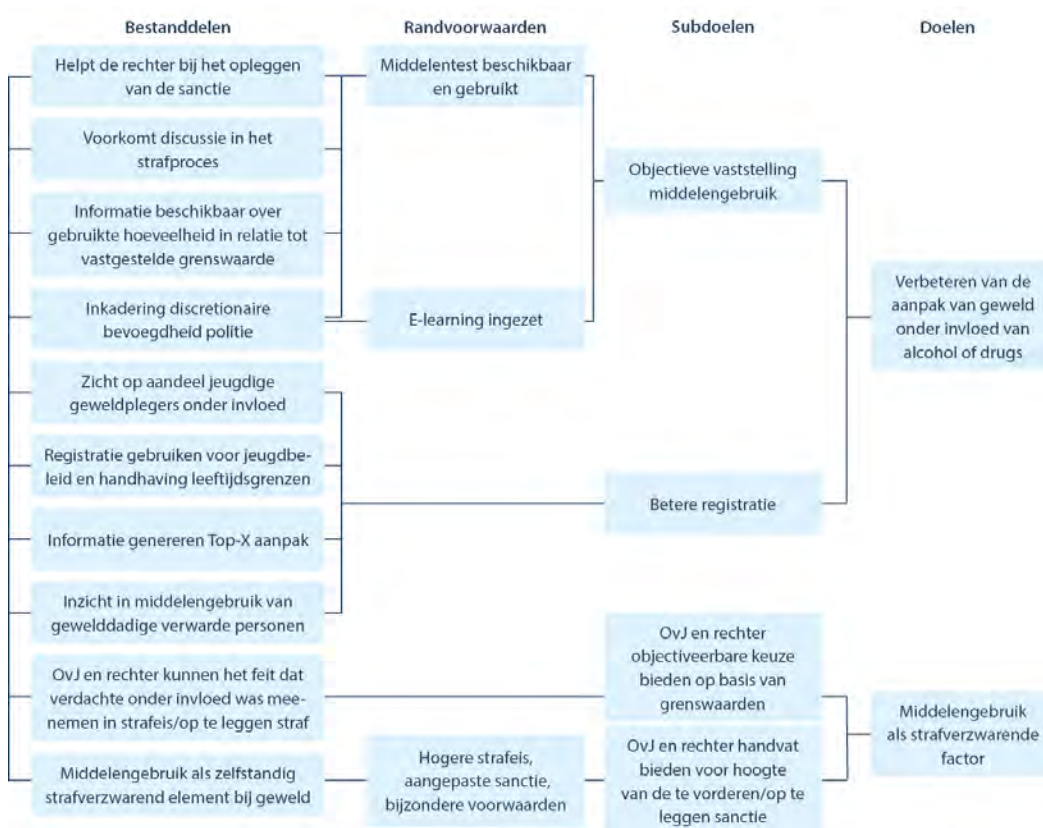 Bestanddelen
Randvoorwaarden
Subdoelen
Doelen
Helpt de rechter bij het opleggen
van de sanctie
Voorkomt discussie in het
strafproces
Informatie beschikbaar over
gebruikte hoeveelheid in relatie tot
vastgestelde grenswaarde
Inkadering discretionaire
bevoegdheid politie
Zicht op aandeel jeugdige
geweldplegers onder invloed
Registratie gebruiken voor jeugdbe-
leid en handhaving leeftijdsgrenzen
Informatie genereren Top-X aanpak
Inzicht in middelengebruik van
gewelddadige verwarde personen
OvJ en rechter kunnen het feit dat
verdachte onder invloed was mee-
nemen in strafeis/op te leggen straf
Middelengebruik als zelfstandig
strafverzwarend element bij geweld
Middelentest beschikbaar
en gebruikt
E-learning ingezet
Hogere strafeis,
aangepaste sanctie,
bijzondere voorwaarden
Objectieve vaststelling
middelengebruik
Betere registratie
OvJ en rechter
objectiveerbare keuze
bieden op basis van
grenswaarden
OvJ en rechter handvat
bieden voor hoogte
van de te vorderen/op te
leggen sanctie
Verbeteren van de
aanpak van geweld
onder invloed van
alcohol of drugs
Middelengebruik
als strafverzwarende
factor